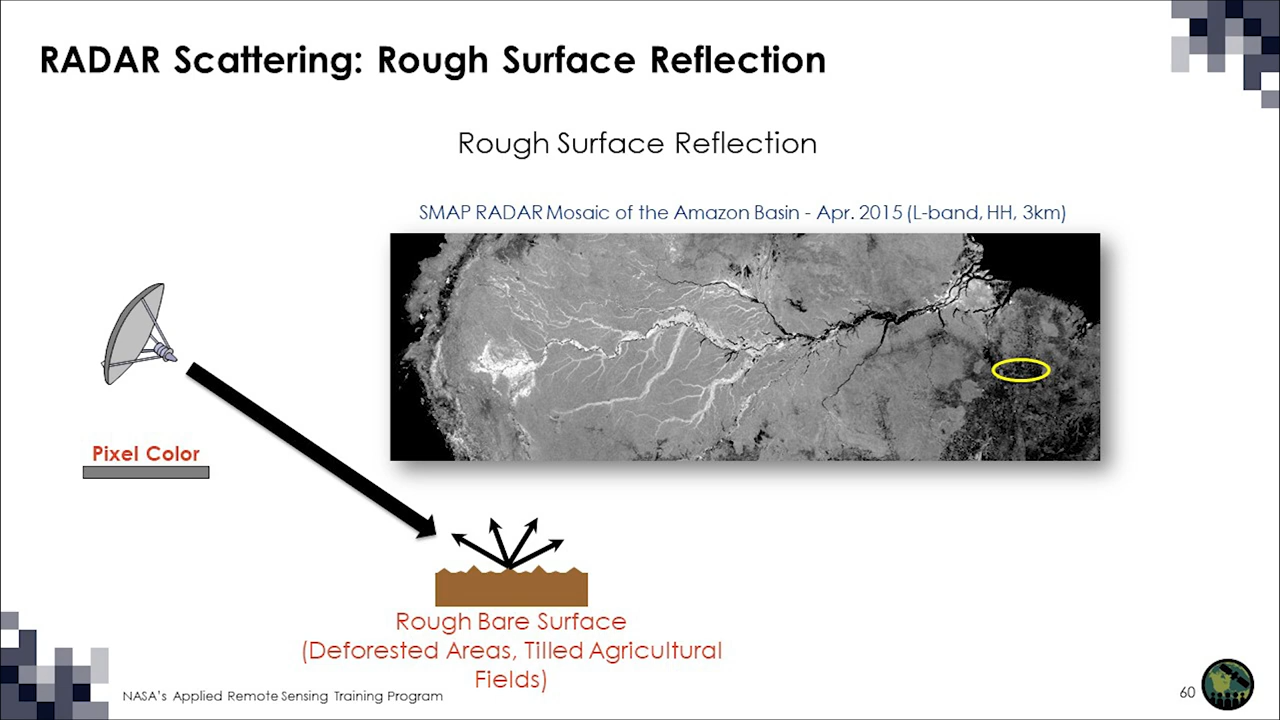 RADAR Scattering: Rough Surface Reflection
Rough Surface Reflection
SMAP RADAR Mosaic of the Amazon Basin - Apr. 2015 (L-band, HH, 3km)
Pixel Color
Rough Bare Surface
(Deforested Areas, Tilled Agricultural
Fields)
NASA's Applied Remote Sensing Training Program
60